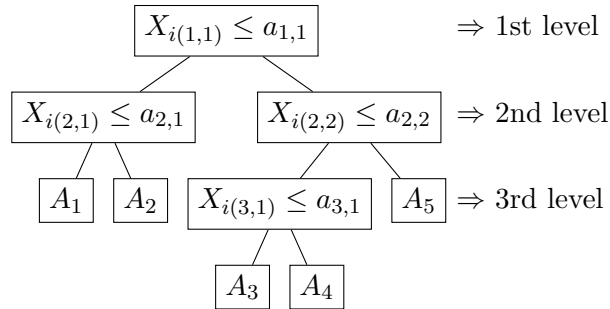 X_{i(1,1)} ≤ a_{1,1} ⇒ 1st level
X_{i(2,1)} ≤ a_{2,1} X_{i(2,2)} ≤ a_{2,2} ⇒ 2nd level
A_1 A_2 X_{i(3,1)} ≤ a_{3,1} A_5 ⇒ 3rd level
A_3 A_4